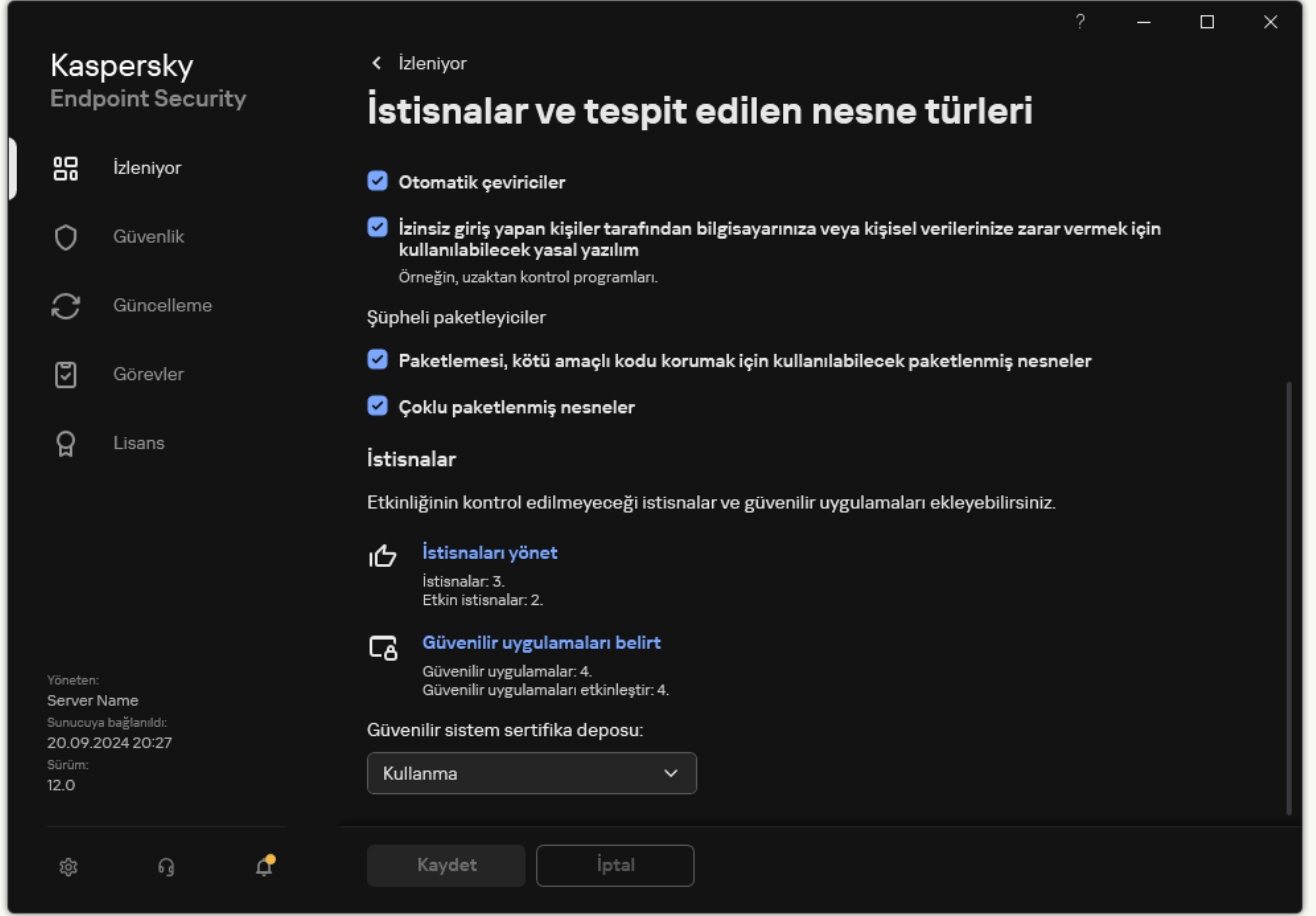 ?
Kaspersky
Endpoint Security
İzleniyor
Güvenlik
Güncelleme
Görevler
Lisans
Yöneten:
Server Name
Sunucuya bağlanıldı:
20.09.2024 20:27
Sürüm:
12.0
İzleniyor
İstisnalar ve tespit edilen nesne türleri
Otomatik çeviriciler
İzinsiz giriş yapan kişiler tarafından bilgisayarınıza veya kişisel verilerinize zarar vermek için
kullanılabilecek yasal yazılım
Örneğin, uzaktan kontrol programları.
Şüpheli paketleyiciler
Paketlemesi, kötü amaçlı kodu korumak için kullanılabilecek paketlenmiş nesneler
Çoklu paketlenmiş nesneler
İstisnalar
Etkinliğinin kontrol edilmeyeceği istisnalar ve güvenilir uygulamaları ekleyebilirsiniz.
İstisnaları yönet
İstisnalar: 3.
Etkin istisnalar: 2.
Güvenilir uygulamaları belirt
Güvenilir uygulamalar: 4.
Güvenilir uygulamaları etkinleştir: 4.
Güvenilir sistem sertifika deposu:
Kullanma
Kaydet
İptal